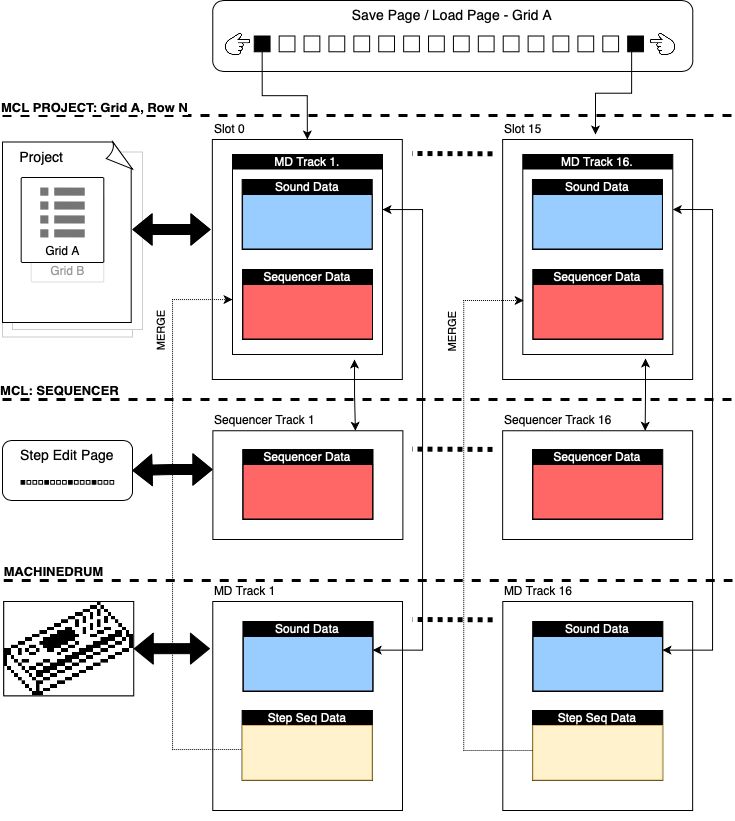 Save Page / Load Page - Grid A
MCL PROJECT: Grid A, Row N
Slot 0
Slot 15
Project
Grid A
Grid B
MD Track 1.
Sound Data
Sequencer Data
MD Track 16.
Sound Data
Sequencer Data
MERGE
MERGE
MCL: SEQUENCER
Sequencer Track 1
Sequencer Track 16
Step Edit Page
Sequencer Data
Sequencer Data
MACHINEDRUM
MD Track 1
MD Track 16
Sound Data
Sound Data
Step Seq Data
Step Seq Data